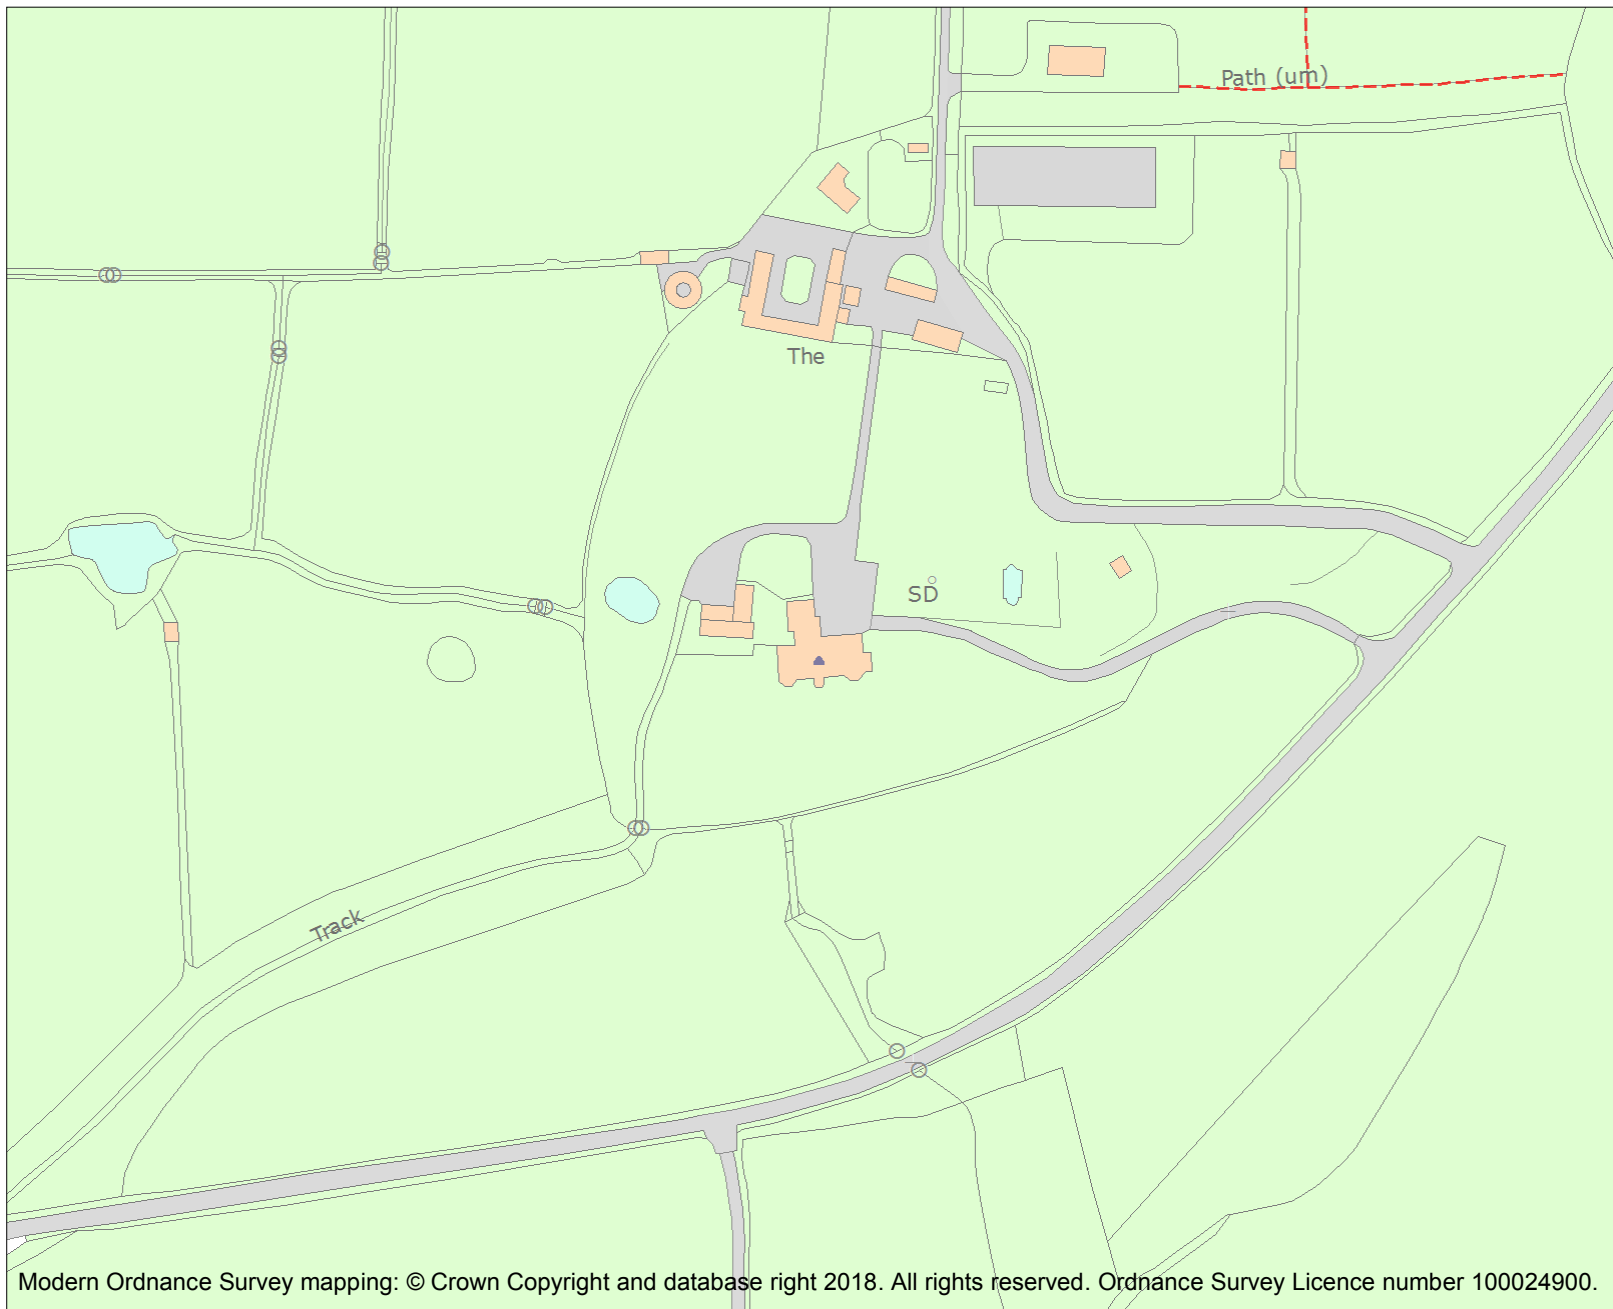 Path (um)
The
SD
Track
Modern Ordnance Survey mapping: © Crown Copyright and database right 2018. All rights reserved. Ordnance Survey Licence number 100024900.